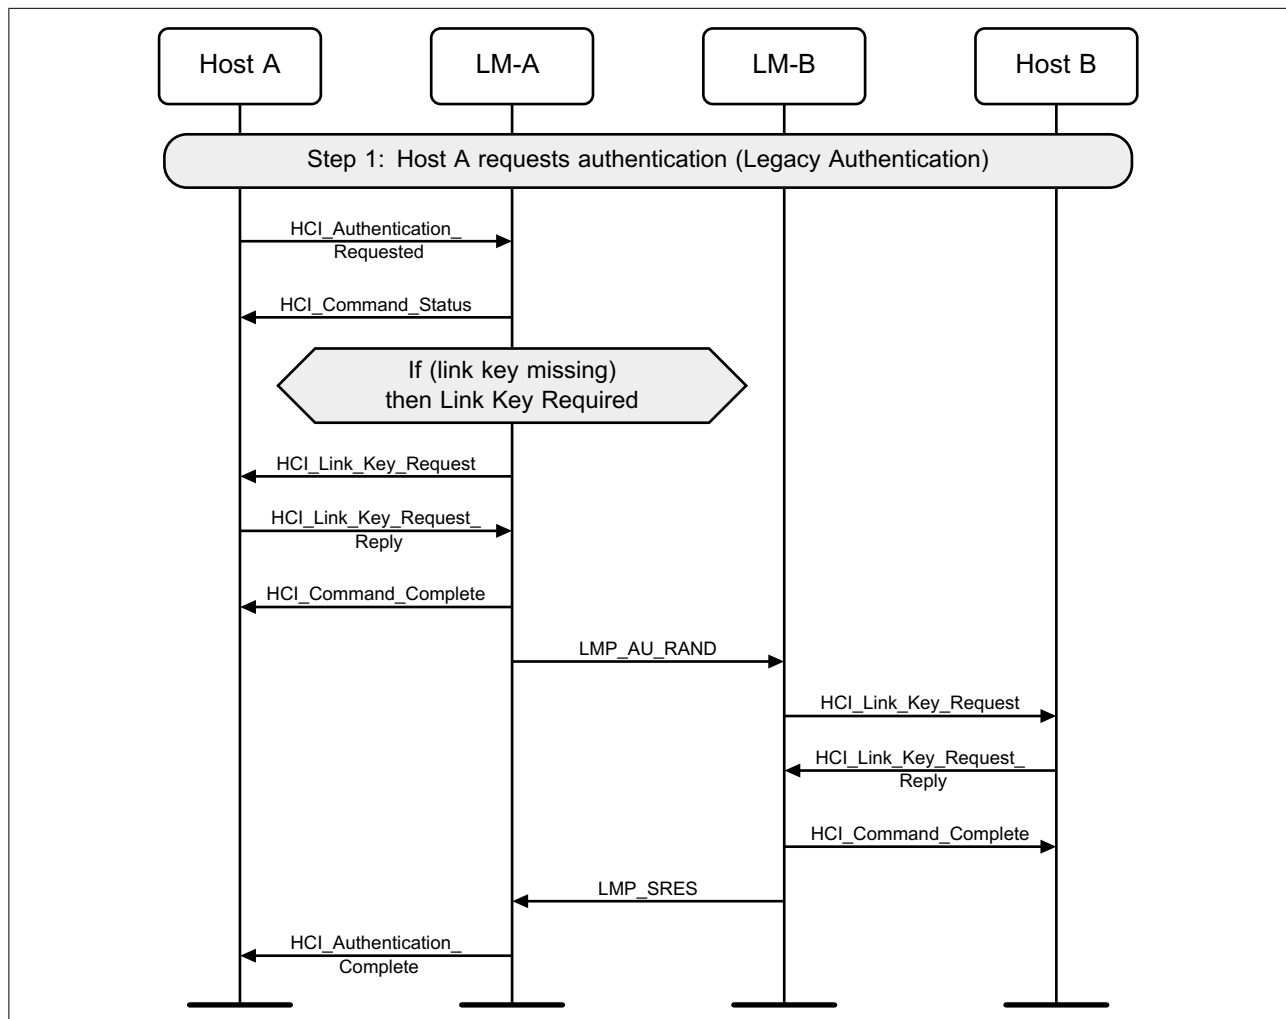 Host A
LM-A
LM-B
Host B
Step 1:  Host A requests authentication (Legacy Authentication)
HCI_Authentication_
Requested
HCI_Command_Status
If (link key missing)
then Link Key Required
HCI_Link_Key_Request
HCI_Link_Key_Request_
Reply
HCI_Command_Complete
LMP_AU_RAND
HCI_Link_Key_Request
HCI_Link_Key_Request_
Reply
HCI_Command_Complete
LMP_SRES
HCI_Authentication_
Complete